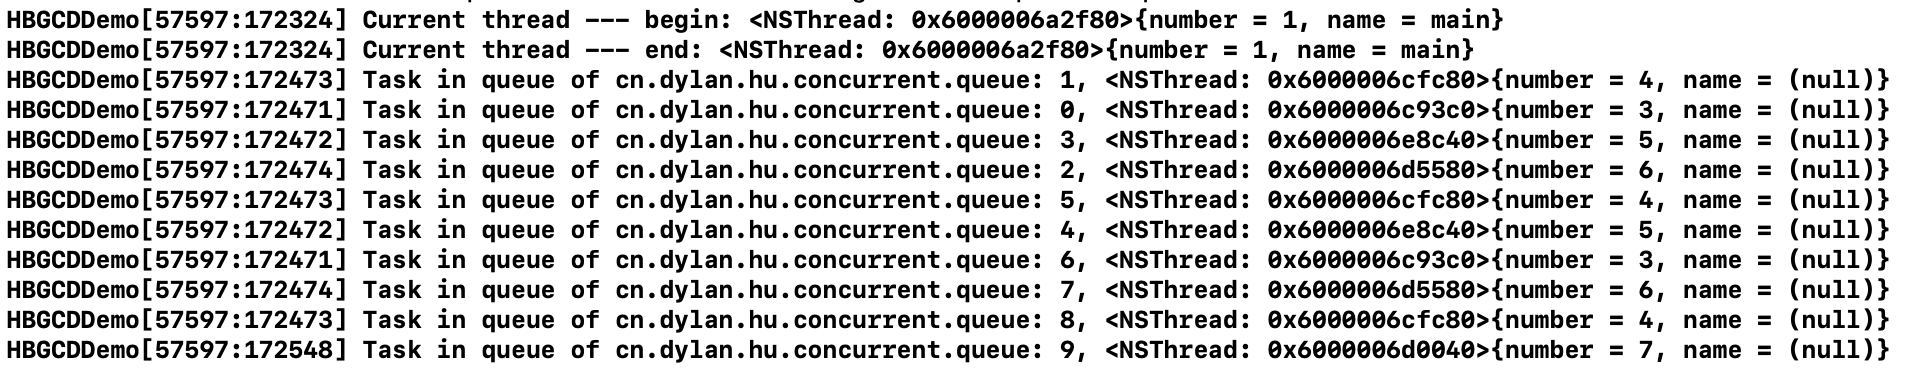 HBGCDDemo[57597:172324] Current thread --- begin: <NSThread: 0x6000006a2f80>{number = 1, name = main}
HBGCDDemo[57597:172324] Current thread --- end: <NSThread: 0x6000006a2f80>{number = 1, name = main}
HBGCDDemo[57597:172473] Task in queue of cn.dylan.hu.concurrent.queue: 1, <NSThread: 0x6000006cfc80>{number = 4, name = (null)}
HBGCDDemo[57597:172471] Task in queue of cn.dylan.hu.concurrent.queue: 0, <NSThread: 0x6000006c93c0>{number = 3, name = (null)}
HBGCDDemo[57597:172472] Task in queue of cn.dylan.hu.concurrent.queue: 3, <NSThread: 0x6000006e8c40>{number = 5, name = (null)}
HBGCDDemo[57597:172474] Task in queue of cn.dylan.hu.concurrent.queue: 2, <NSThread: 0x6000006d5580>{number = 6, name = (null)}
HBGCDDemo[57597:172473] Task in queue of cn.dylan.hu.concurrent.queue: 5, <NSThread: 0x6000006cfc80>{number = 4, name = (null)}
HBGCDDemo[57597:172472] Task in queue of cn.dylan.hu.concurrent.queue: 4, <NSThread: 0x6000006e8c40>{number = 5, name = (null)}
HBGCDDemo[57597:172471] Task in queue of cn.dylan.hu.concurrent.queue: 6, <NSThread: 0x6000006c93c0>{number = 3, name = (null)}
HBGCDDemo[57597:172474] Task in queue of cn.dylan.hu.concurrent.queue: 7, <NSThread: 0x6000006d5580>{number = 6, name = (null)}
HBGCDDemo[57597:172473] Task in queue of cn.dylan.hu.concurrent.queue: 8, <NSThread: 0x6000006cfc80>{number = 4, name = (null)}
HBGCDDemo[57597:172548] Task in queue of cn.dylan.hu.concurrent.queue: 9, <NSThread: 0x6000006d0040>{number = 7, name = (null)}